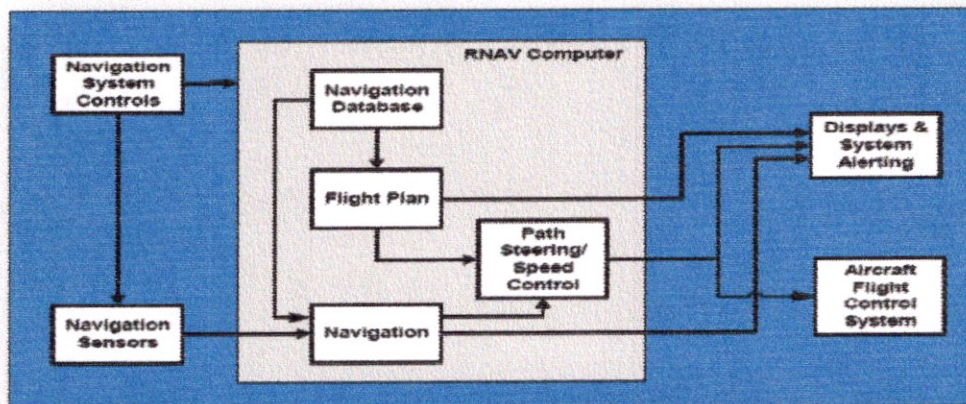 RNAV Computer
Navigation
System
Controls
Navigation
Database
Displays &
System
Alerting
Flight Plan
Path
Steering/
Speed
Control
Aircraft
Flight
Control
System
Navigation
Sensors
Navigation